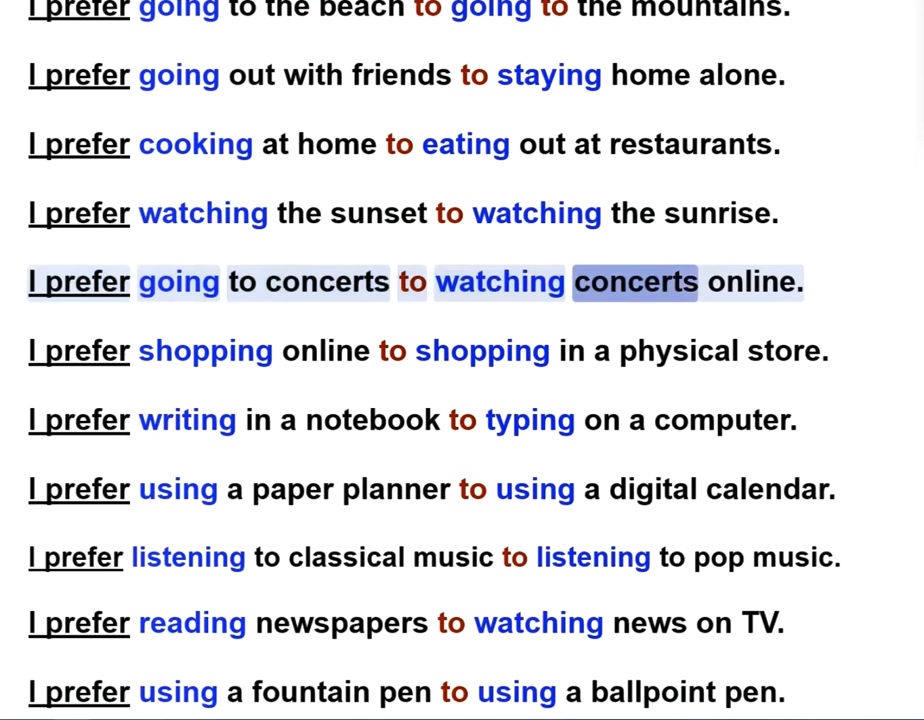 I prefer going to the beach to going to the mountains.
I prefer going out with friends to staying home alone.
I prefer cooking at home to eating out at restaurants.
I prefer watching the sunset to watching the sunrise.
I prefer going to concerts to watching concerts online.
I prefer shopping online to shopping in a physical store.
I prefer writing in a notebook to typing on a computer.
I prefer using a paper planner to using a digital calendar.
I prefer listening to classical music to listening to pop music.
I prefer reading newspapers to watching news on TV.
I prefer using a fountain pen to using a ballpoint pen.